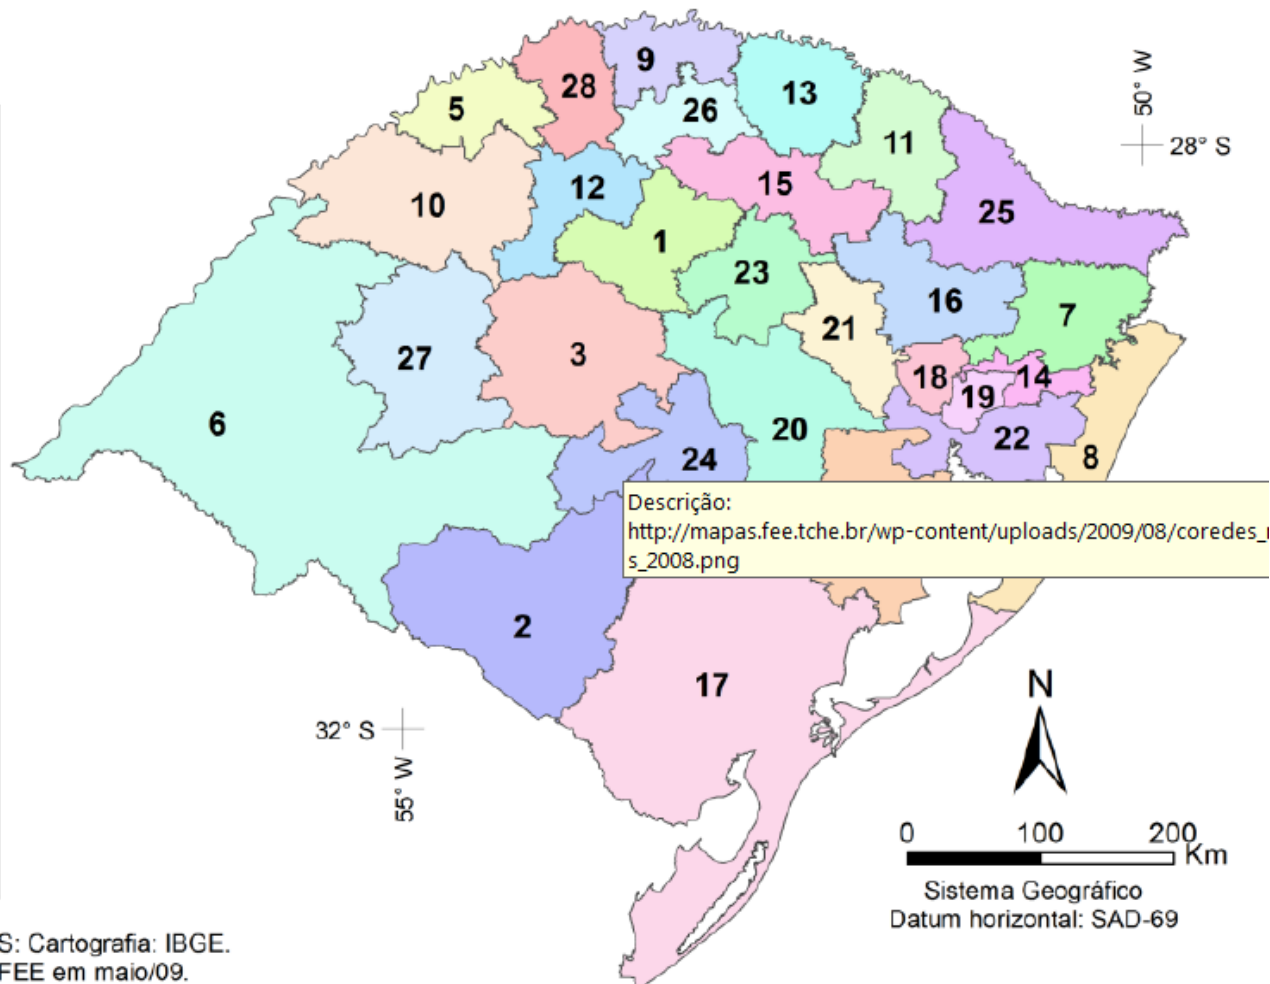 9
28
13
50° W
5
26
11
28° S
12
15
10
25
1
23
16
7
21
27
3
18
14
19
6
20
22
24
8
Descrição:
http://mapas.fee.tche.br/wp-content/uploads/2009/08/coredes_
s_2008.png
2
17
N
32° S
55° W
0 100 200
Km
Sistema Geográfico
Datum horizontal: SAD-69
S: Cartografia: IBGE.
FEE em maio/09.